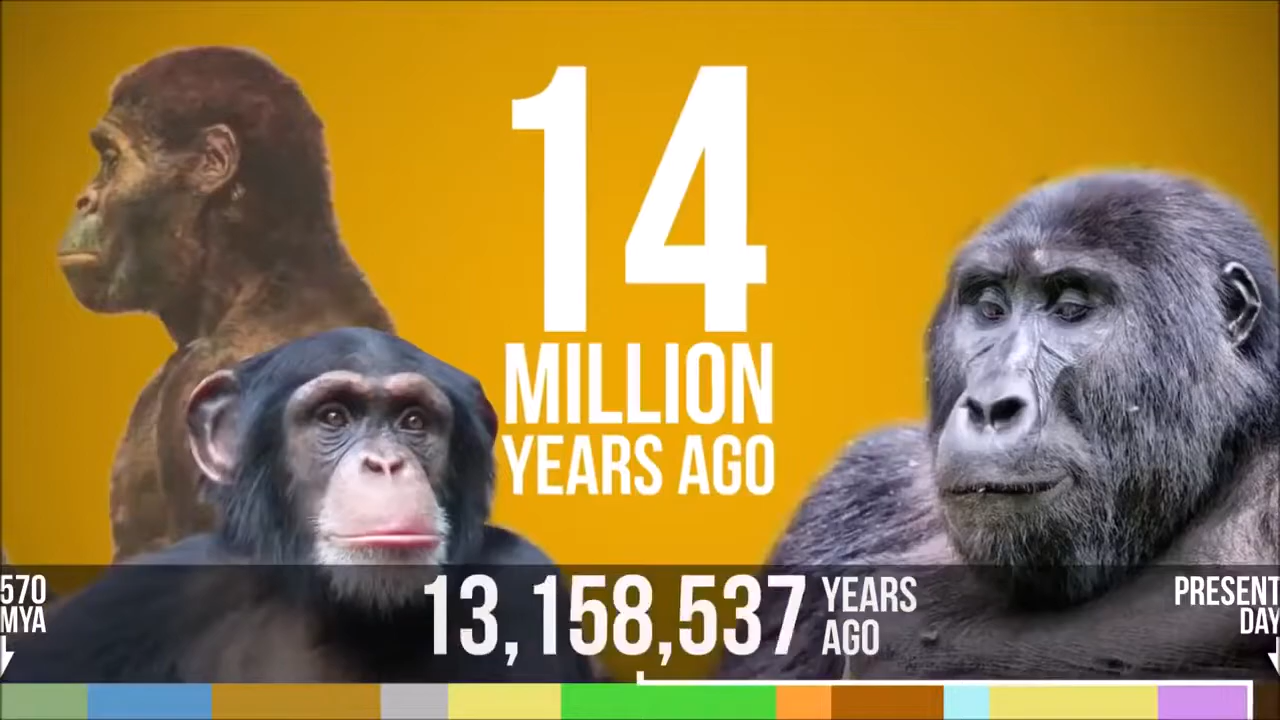 14
MILLION
YEARS AGO
570
MYA
13,158,537 YEARS
AGO
PRESENT
DAY